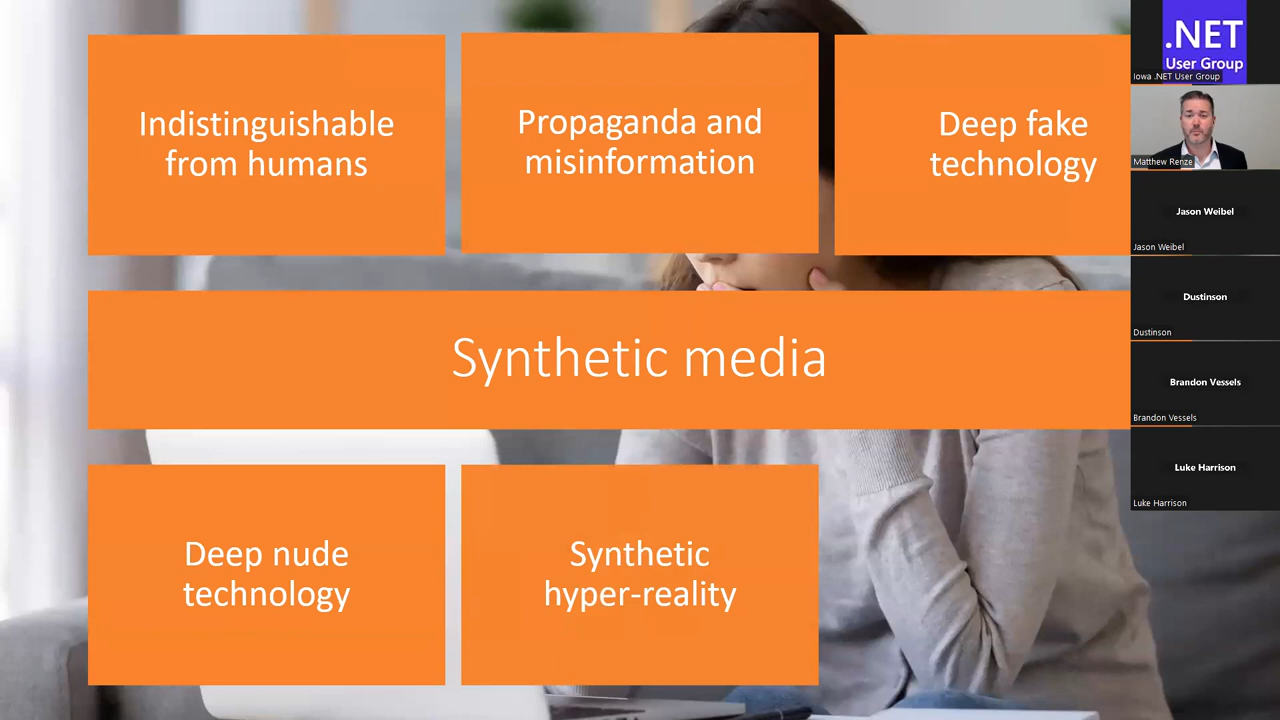 Indistinguishable
from humans
Propaganda and
misinformation
Deep fake
technology
Synthetic media
Deep nude
technology
Synthetic
hyper-reality
.NET
User Group
Iowa .NET User Group
Matthew Renze
Jason Weibel
Jason Weibel
Dustinson
Dustinson
Brandon Vessels
Brandon Vessels
Luke Harrison
Luke Harrison